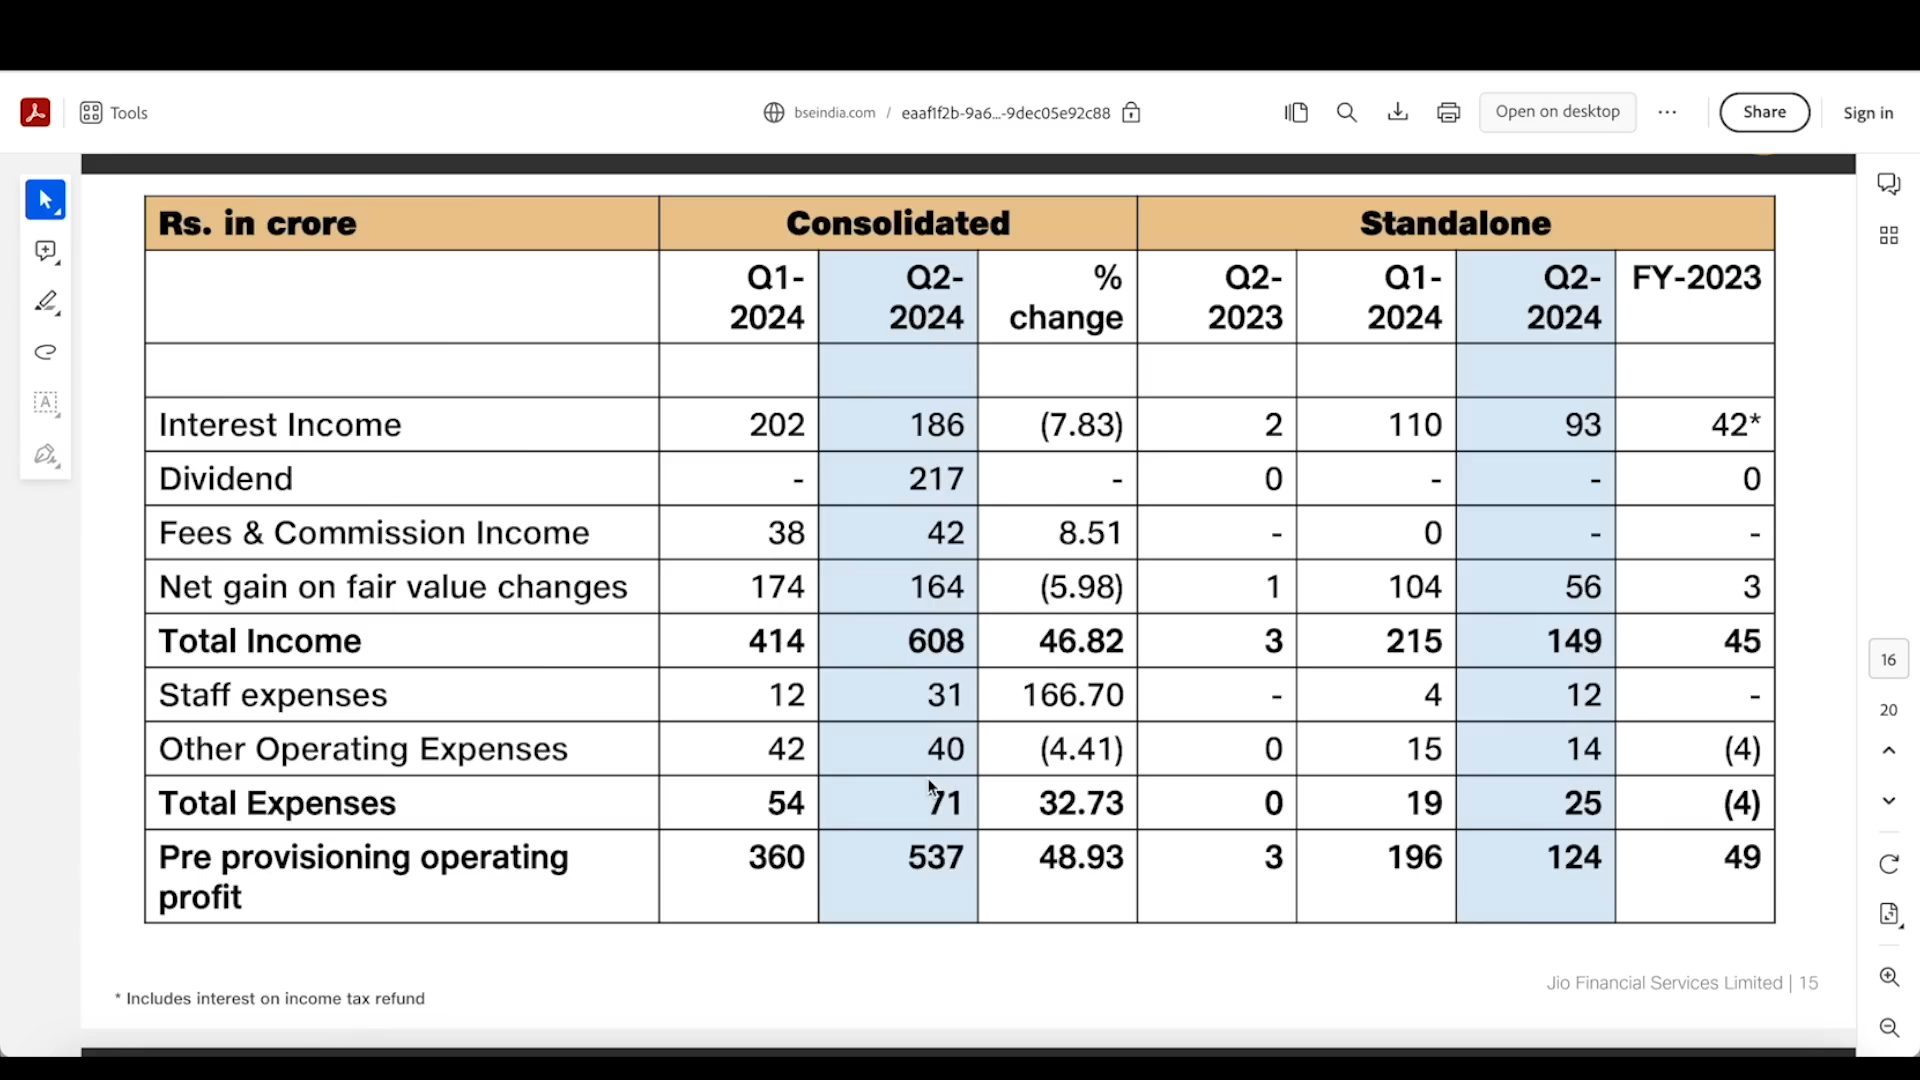 Tools
bseindia.com / eaaf1f2b-9a6...-9dec05e92c88
Open on desktop
Share
Sign in
Rs. in crore Consolidated Standalone
Q1-2024 Q2-2024 % change Q2-2023 Q1-2024 Q2-2024 FY-2023
Interest Income 202 186 (7.83) 2 110 93 42*
Dividend - 217 - 0 - - 0
Fees & Commission Income 38 42 8.51 - 0 - -
Net gain on fair value changes 174 164 (5.98) 1 104 56 3
Total Income 414 608 46.82 3 215 149 45
Staff expenses 12 31 166.70 - 4 12 -
Other Operating Expenses 42 40 (4.41) 0 15 14 (4)
Total Expenses 54 71 32.73 0 19 25 (4)
Pre provisioning operating profit 360 537 48.93 3 196 124 49
Jio Financial Services Limited | 15
* Includes interest on income tax refund
16
20